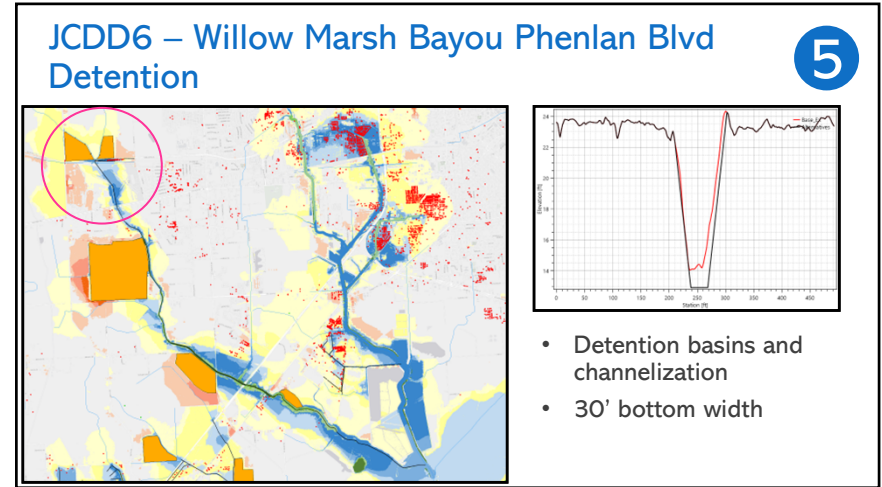 JCDD6 – Willow Marsh Bayou Phenlan Blvd
Detention
5
24
22
20
18
16
14
Elevation [ft]
0 50 100 150 200 250 300 350 400 450
Station [ft]
• Detention basins and
channelization
• 30’ bottom width